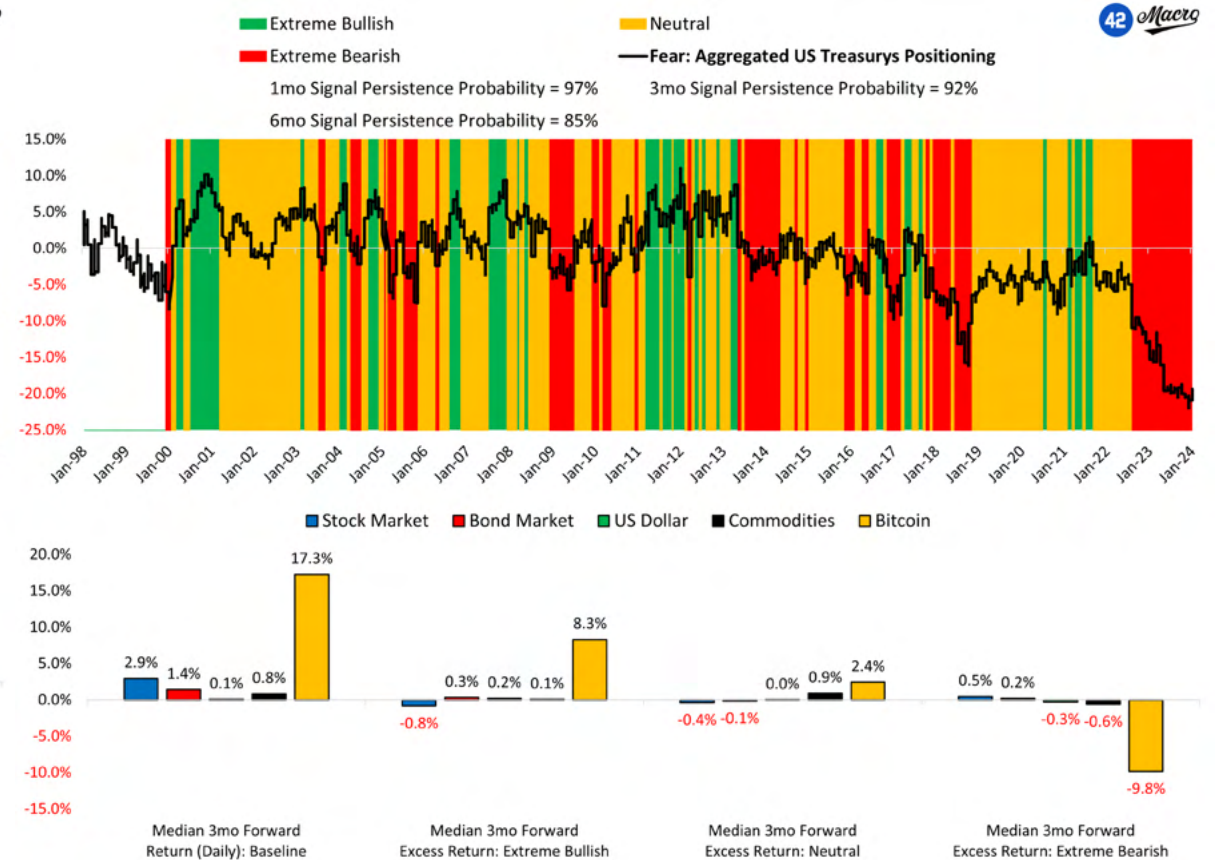 42 Macro
Extreme Bullish
Neutral
Extreme Bearish
Fear: Aggregated US Treasurys Positioning
1mo Signal Persistence Probability = 97%
3mo Signal Persistence Probability = 92%
6mo Signal Persistence Probability = 85%
15.0%
10.0%
5.0%
0.0%
-5.0%
-10.0%
-15.0%
-20.0%
-25.0%
Jan-98
Jan-99
Jan-00
Jan-01
Jan-02
Jan-03
Jan-04
Jan-05
Jan-06
Jan-07
Jan-08
Jan-09
Jan-10
Jan-11
Jan-12
Jan-13
Jan-14
Jan-15
Jan-16
Jan-17
Jan-18
Jan-19
Jan-20
Jan-21
Jan-22
Jan-23
Jan-24
Stock Market
Bond Market
US Dollar
Commodities
Bitcoin
20.0%
15.0%
10.0%
5.0%
0.0%
-5.0%
-10.0%
-15.0%
2.9%
1.4%
0.1%
0.8%
17.3%
-0.8%
0.3%
0.2%
0.1%
8.3%
-0.4%
-0.1%
0.0%
0.9%
2.4%
0.5%
0.2%
-0.3%
-0.6%
-9.8%
Median 3mo Forward
Return (Daily): Baseline
Median 3mo Forward
Excess Return: Extreme Bullish
Median 3mo Forward
Excess Return: Neutral
Median 3mo Forward
Excess Return: Extreme Bearish